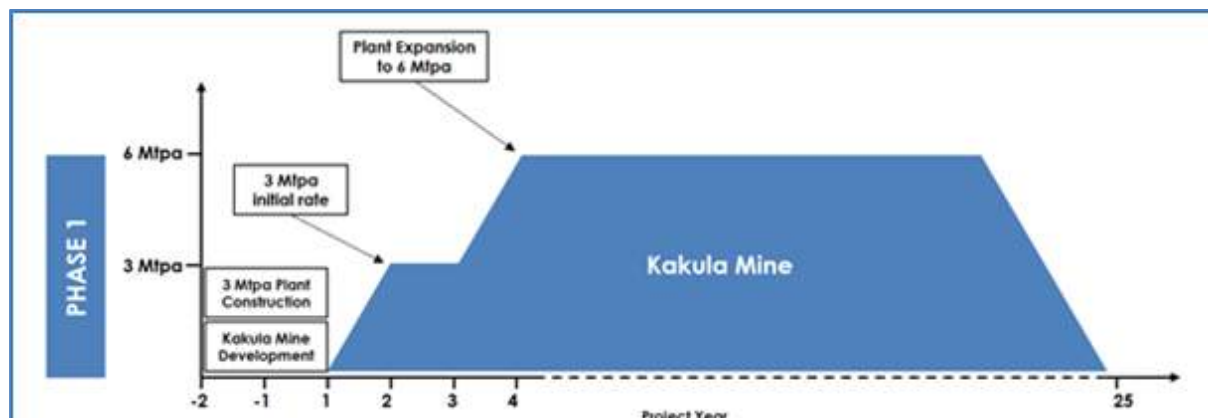 Plant Expansion
to 6 Mtpa
6 Mtpa
3 Mtpa
initial rate
PHASE 1
3 Mtpa
Kakula Mine
3 Mtpa Plant
Construction
Kakula Mine
Development
-2 -1 1 2 3 4 25
Project Year